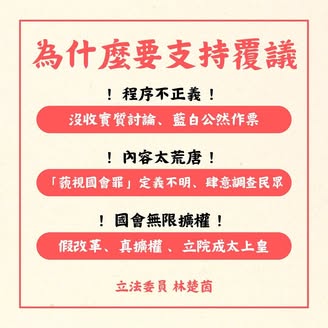 為什麼要支持覆議
！程序不正義！
沒收實質討論、藍白公然作票
！內容太荒唐！
「藐視國會罪」定義不明、肆意調查民眾
！國會無限擴權！
假改革、真擴權、立院成太上皇
立法委員 林楚茵